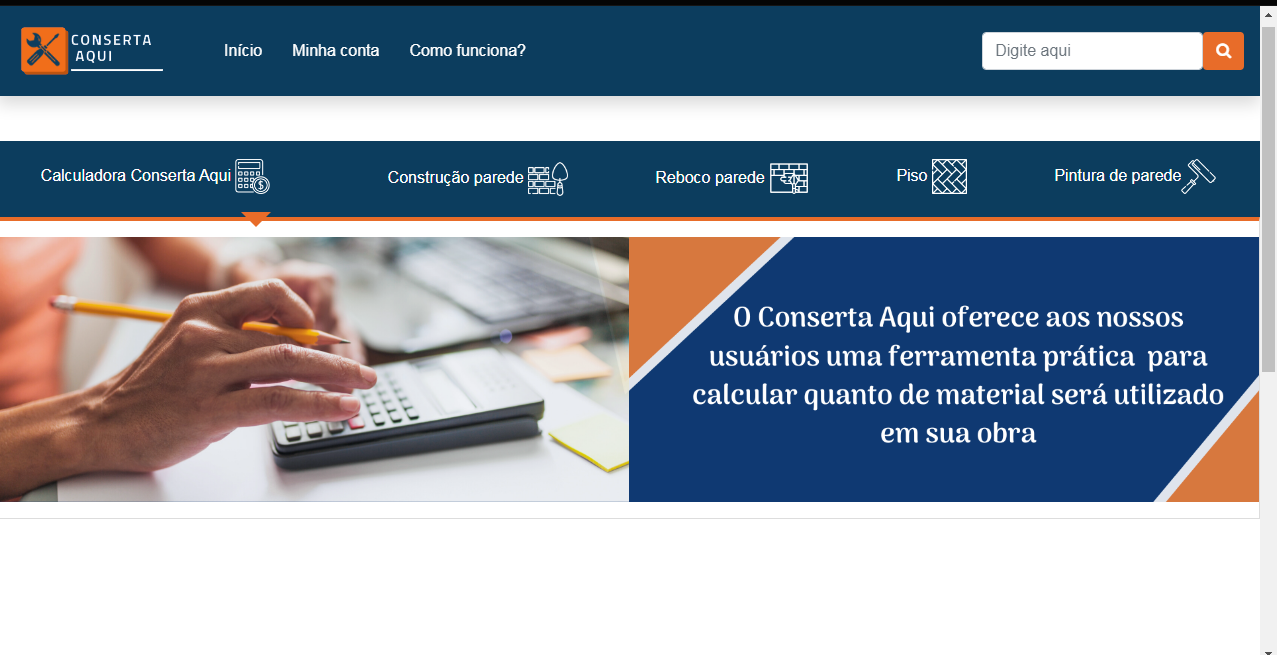 CONSERTA
AQUI
Início
Minha conta
Como funciona?
Digite aqui
Calculadora Conserta Aqui
Construção parede
Reboco parede
Piso
Pintura de parede
O Conserta Aqui oferece aos nossos
usuários uma ferramenta prática para
calcular quanto de material será utilizado
em sua obra